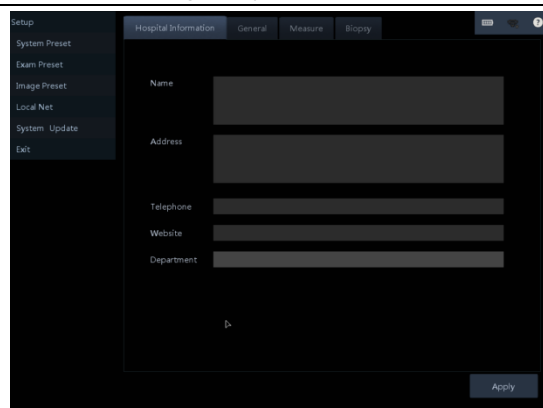 Setup
System Preset
Exam Preset
Image Preset
Local Net
System Update
Exit
Hospital Information General Measure Biopsy
?
Name
Address
Telephone
Website
Department
Apply